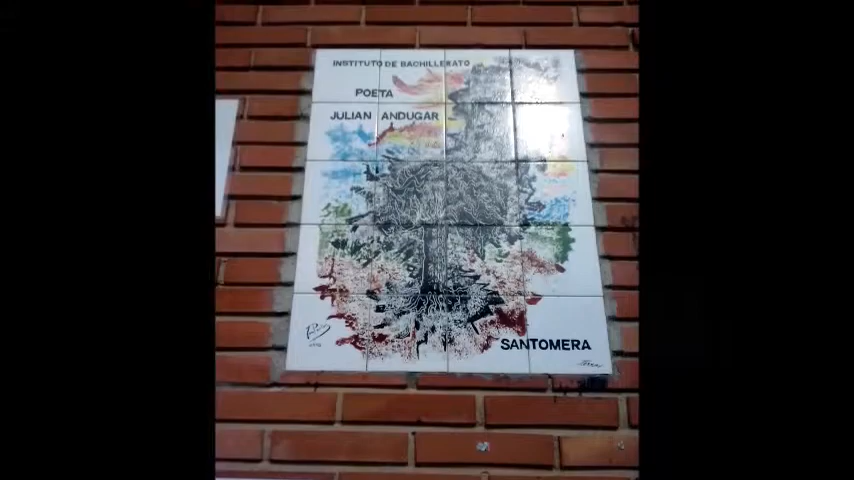 INSTITUTO DE BACHILLERATO
POETA
JULIAN ANDUGAR
SANTOMERA